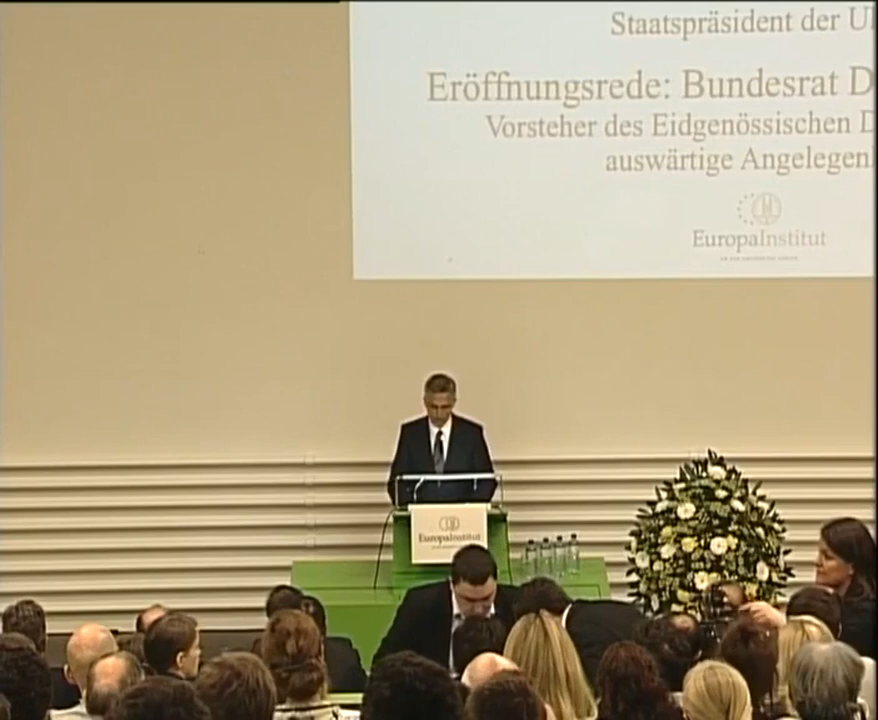 Staatspräsident der U
Eröffnungsrede: Bundesrat D
Vorsteher des Eidgenössischen D
auswärtige Angelegen
EuropaInstitut
EuropaInstitut